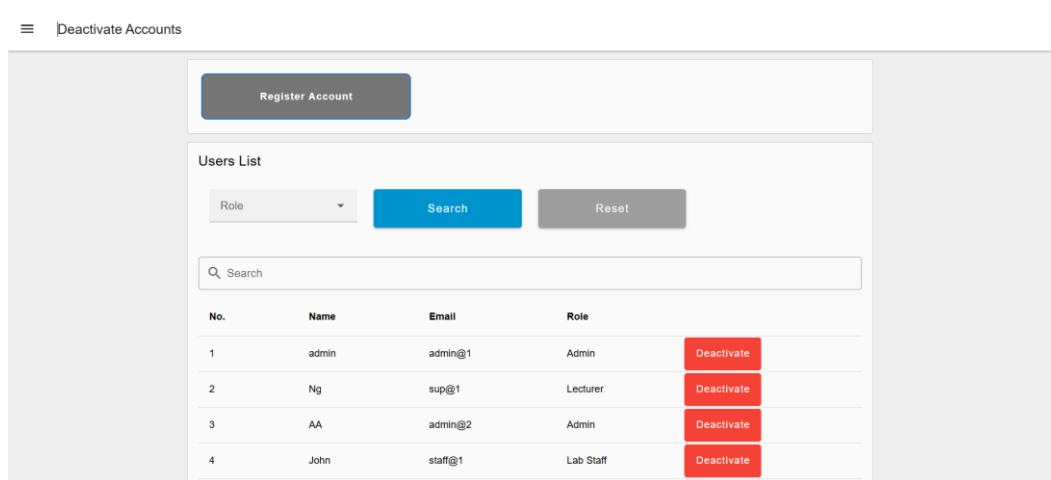 Deactivate Accounts
Register Account
Users List
Role Search Reset
Search
No. Name Email Role
1 admin admin@1 Admin Deactivate
2 Ng sup@1 Lecturer Deactivate
3 AA admin@2 Admin Deactivate
4 John staff@1 Lab Staff Deactivate